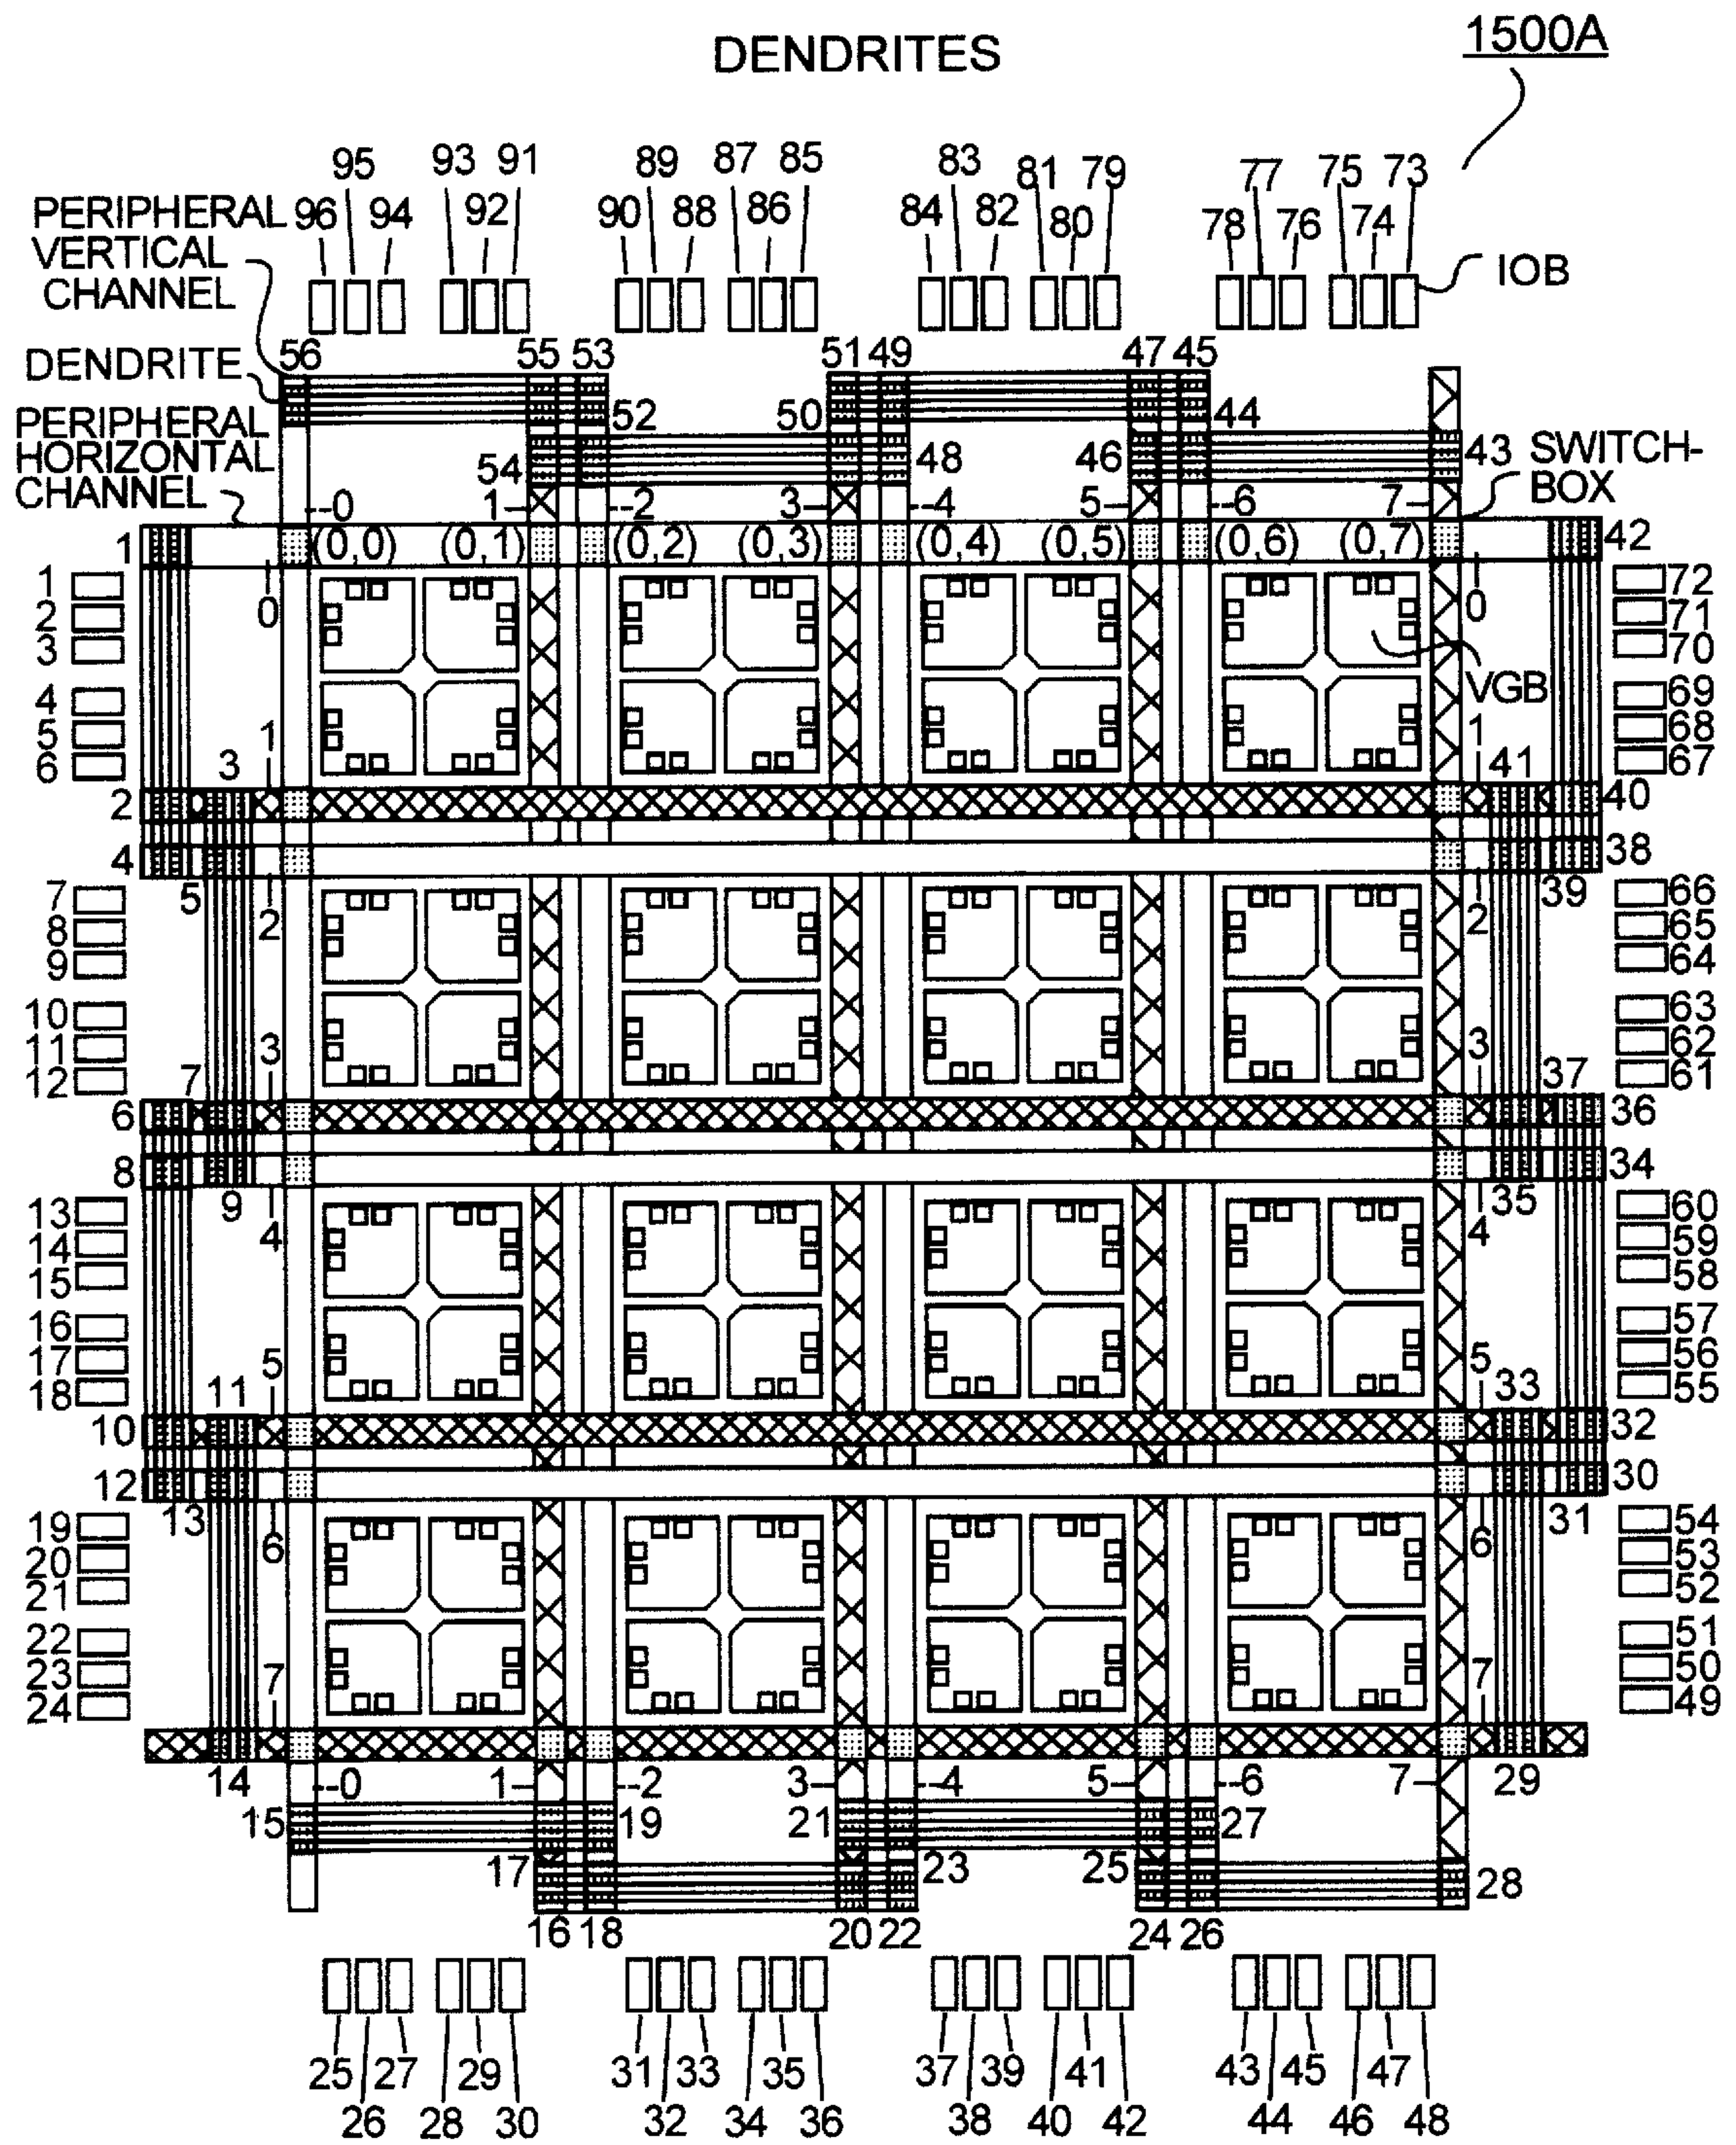 1500A
DENDRITES
95 93 91 89 87 85 83 81 79 77 75 73
PERIPHERAL 96 94 92 90 88 86 84 82 80 78 76 74
VERTICAL
CHANNEL
IOB
56 55 53 51 49 47 45
DENDRITE
PERIPHERAL
52 50 44
HORIZONTAL
54 48 46 43 SWITCH-
CHANNEL
BOX
0 1 2 3 4 5 6 7
1 (0,0) (0,1) (0,2) (0,3) (0,4) (0,5) (0,6) (0,7) 42
1 72
2 0 0 71
3 70
VGB
4 69
5 1 1 68
6 3 41 67
2 40
4 38
7 5 39 66
8 2 2 65
9 64
10 63
11 3 3 62
12 7 37 61
6 36
8 34
13 9 35 60
14 4 4 59
15 58
16 57
17 5 5 56
18 11 33 55
10 32
12 30
19 13 31 54
20 6 6 53
21 52
22 51
23 7 7 50
24 49
14 0 1 2 3 4 5 6 7 29
15 19 21 27
17 23 25 28
16 18 20 22 24 26
25 27 29 31 33 35 37 39 41 43 45 47
26 28 30 32 34 36 38 40 42 44 46 48